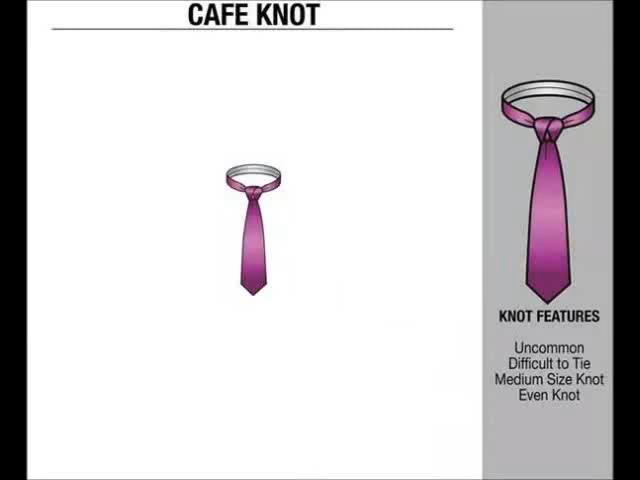 CAFE KNOT
KNOT FEATURES
Uncommon
Difficult to Tie
Medium Size Knot
Even Knot